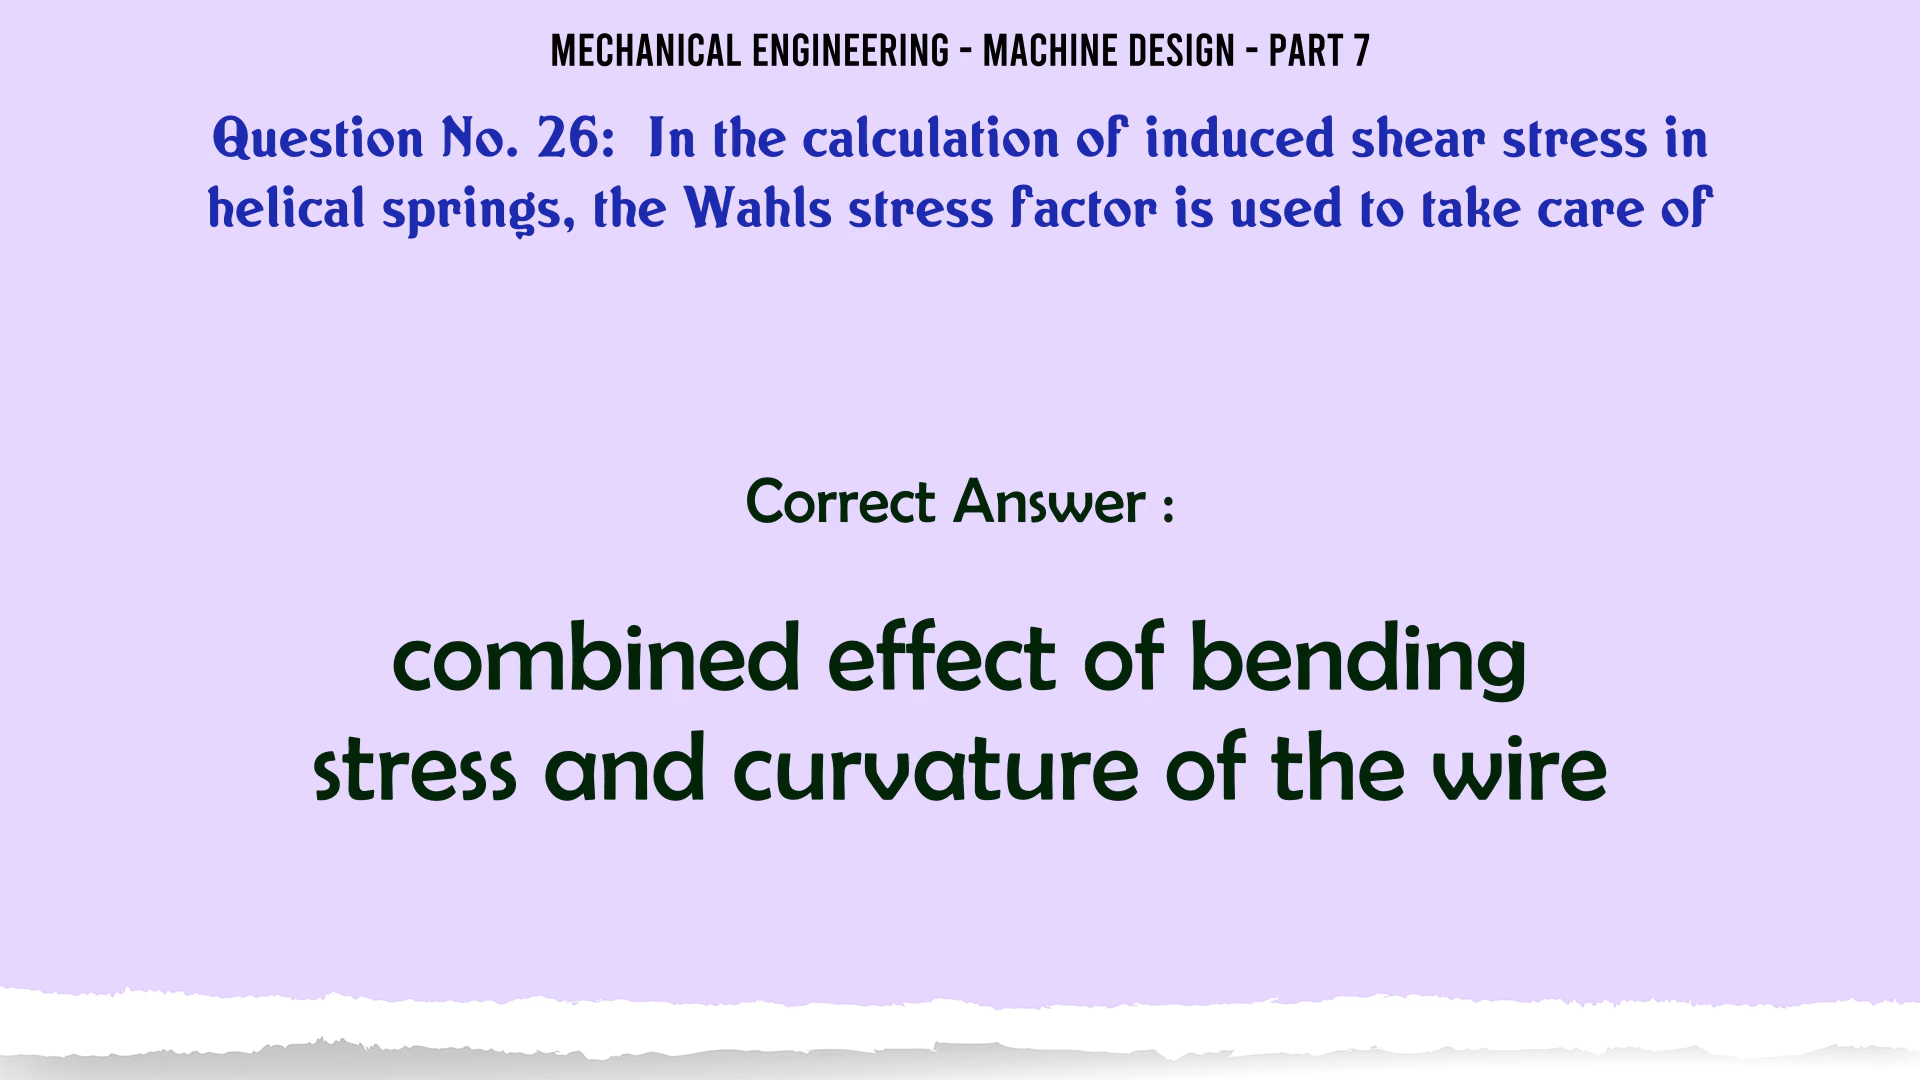 MECHANICAL ENGINEERING - MACHINE DESIGN - PART 7
Question No. 26: In the calculation of induced shear stress in
helical springs, the Wahls stress factor is used to take care of
Correct Answer :
combined effect of bending
stress and curvature of the wire